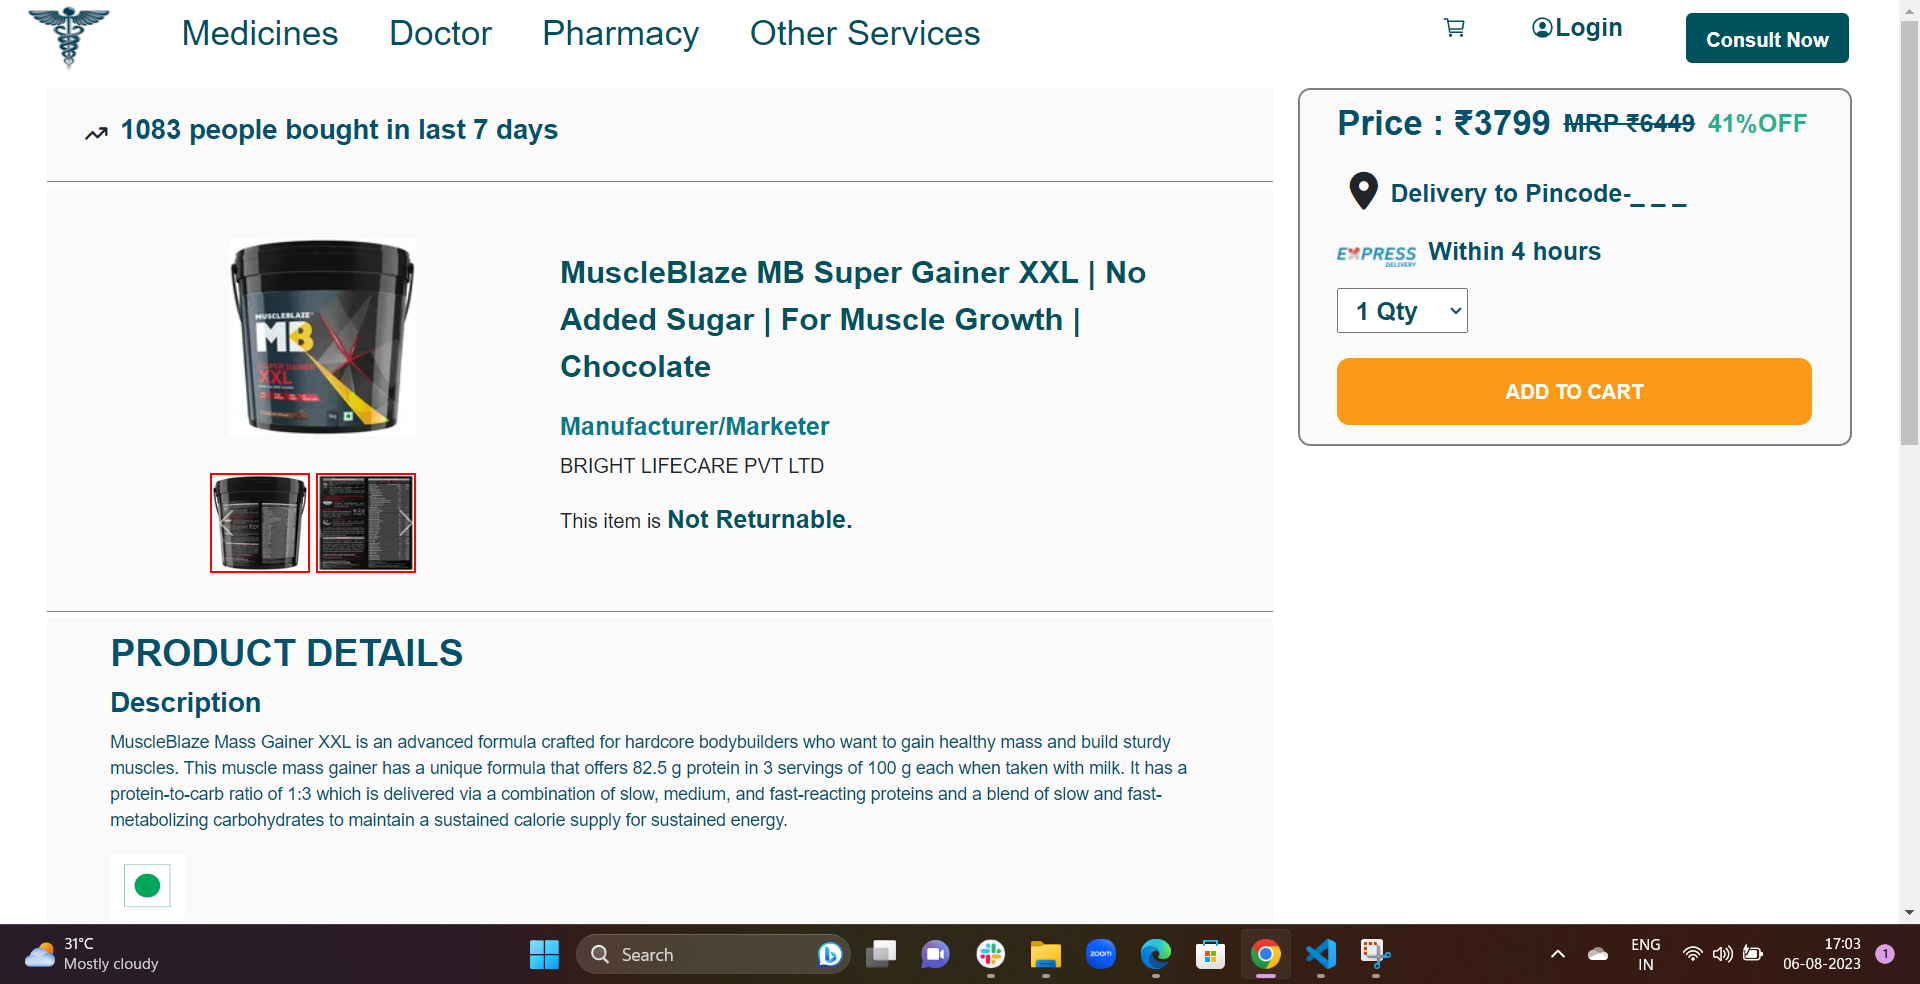 Medicines Doctor Pharmacy Other Services Login Consult Now
1083 people bought in last 7 days
MUSCLEBLAZE
MB
SUPER GAINER
XXL
MuscleBlaze MB Super Gainer XXL | No
Added Sugar | For Muscle Growth |
Chocolate
Manufacturer/Marketer
BRIGHT LIFECARE PVT LTD
This item is Not Returnable.
Price : ₹3799 MRP ₹6449 41%OFF
Delivery to Pincode-_ _ _
EXPRESS
DELIVERY
Within 4 hours
1 Qty
ADD TO CART
PRODUCT DETAILS
Description
MuscleBlaze Mass Gainer XXL is an advanced formula crafted for hardcore bodybuilders who want to gain healthy mass and build sturdy
muscles. This muscle mass gainer has a unique formula that offers 82.5 g protein in 3 servings of 100 g each when taken with milk. It has a
protein-to-carb ratio of 1:3 which is delivered via a combination of slow, medium, and fast-reacting proteins and a blend of slow and fast-
metabolizing carbohydrates to maintain a sustained calorie supply for sustained energy.
31°C
Mostly cloudy
Search
zoom
ENG
IN
17:03
06-08-2023
1